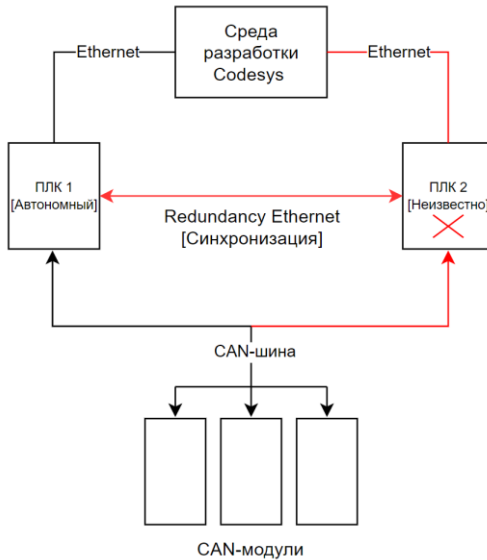 Среда
разработки
Codesys
Ethernet
Ethernet
ПЛК 1
[Автономный]
ПЛК 2
[Неизвестно]
Redundancy Ethernet
[Синхронизация]
CAN-шина
CAN-модули